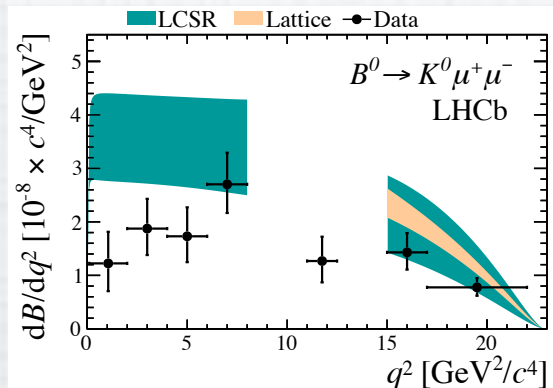 LCSR Lattice Data
B⁰ → K⁰μ⁺μ⁻
LHCb
dB/dq² [10⁻⁸ × c⁴/GeV²]
5
4
3
2
1
0
0 5 10 15 20
q² [GeV²/c⁴]